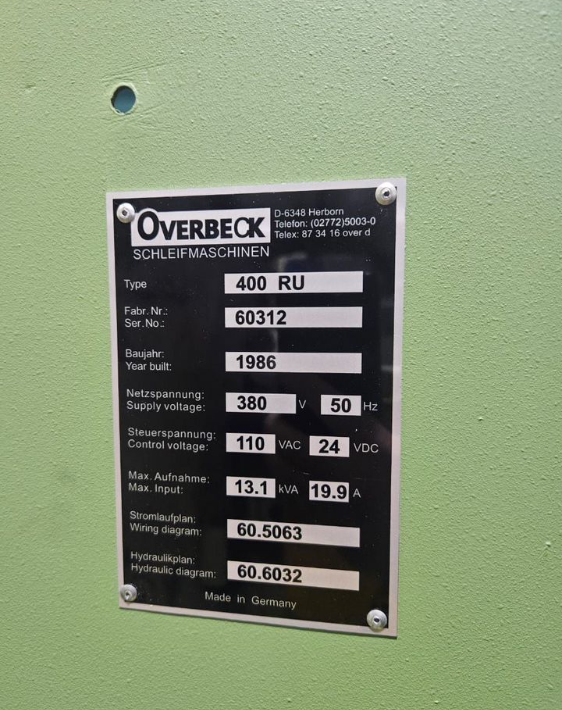 OVERBECK
SCHLEIFMASCHINEN
D-6348 Herborn
Telefon: (02772)5003-0
Telex: 87 34 16 over d
Type 400 RU
Fabr. Nr.:
Ser. No.: 60312
Baujahr:
Year built: 1986
Netzspannung:
Supply voltage: 380 V 50 Hz
Steuerspannung:
Control voltage: 110 VAC 24 VDC
Max. Aufnahme:
Max. Input: 13.1 kVA 19.9 A
Stromlaufplan:
Wiring diagram: 60.5063
Hydraulikplan:
Hydraulic diagram: 60.6032
Made in Germany